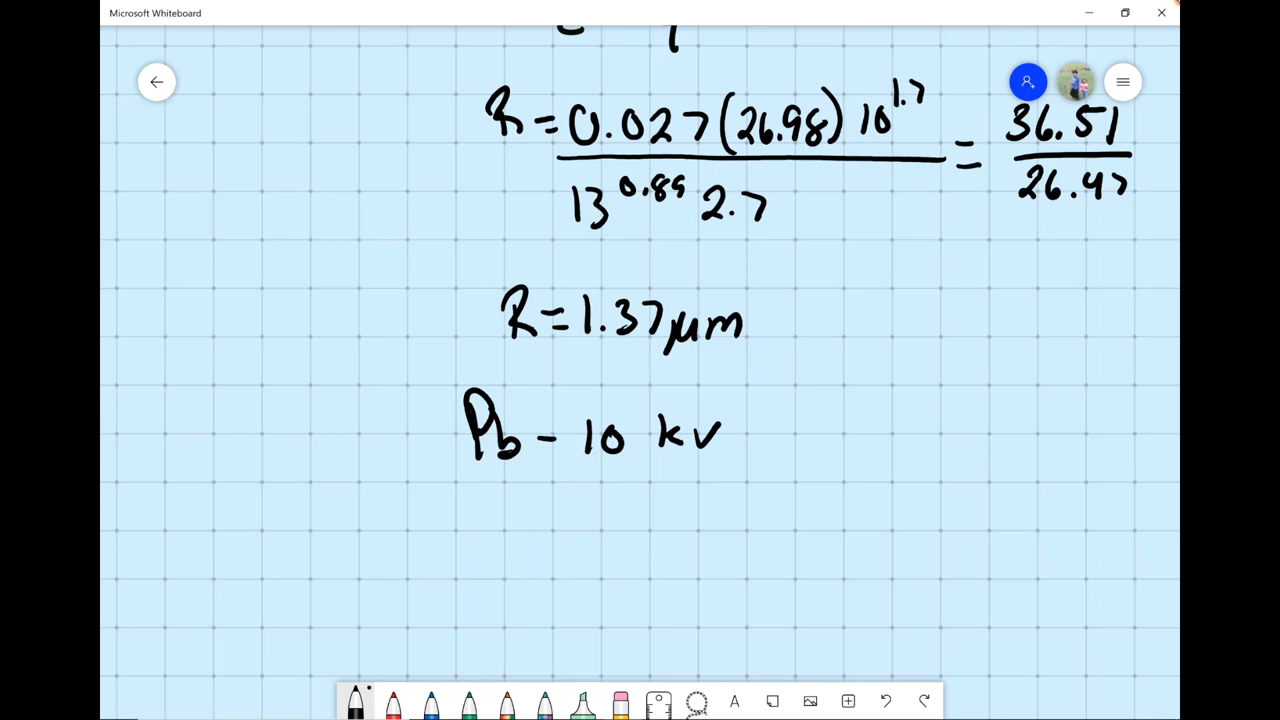 Microsoft Whiteboard
R = 0.027 (26.98) 10^1.7 / 13^0.89 2.7 = 36.51 / 26.47
R = 1.37 μm
Pb - 10 kv
A